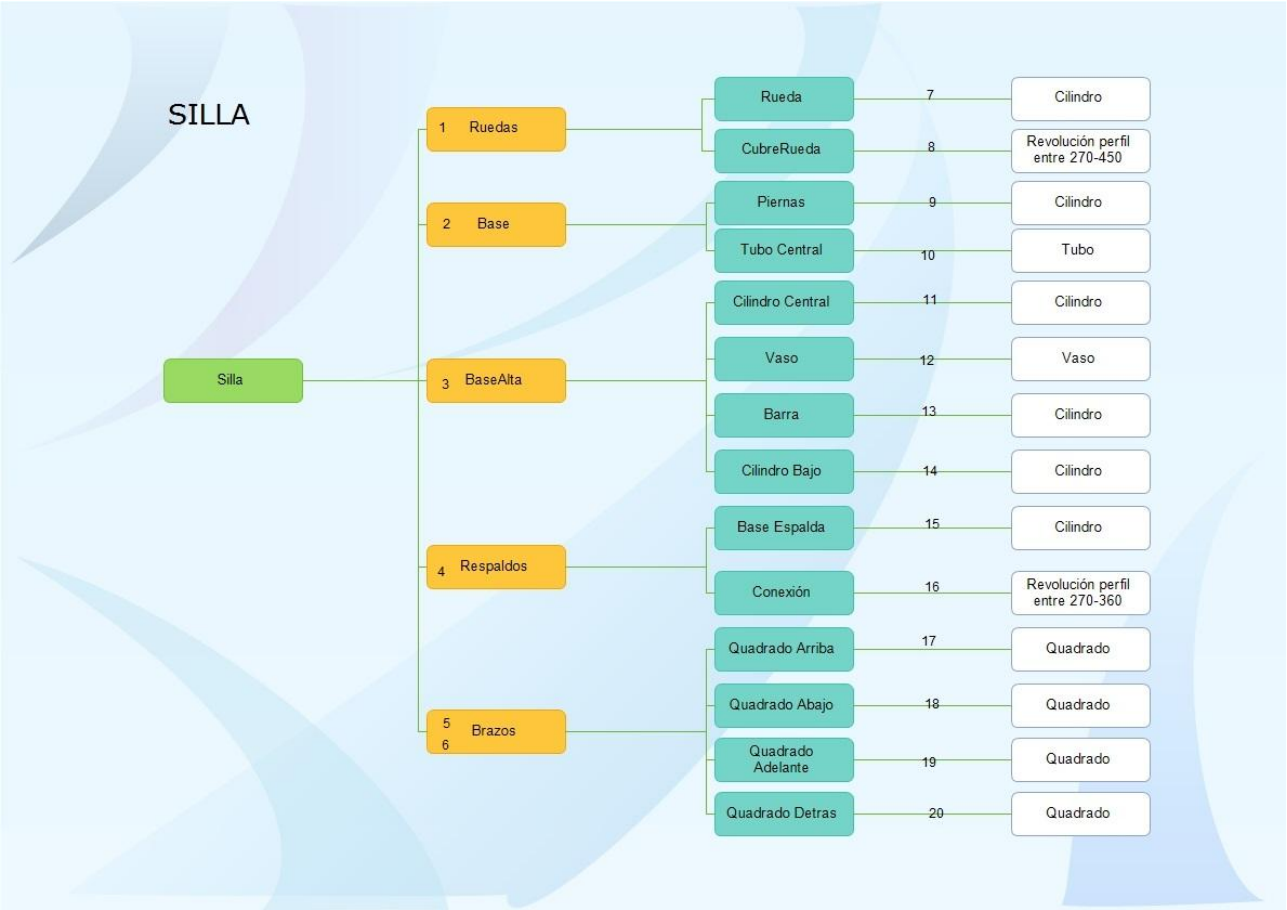 SILLA
Silla
1 Ruedas
2 Base
3 BaseAlta
4 Respaldos
5
6
Brazos
Rueda 7 Cilindro
CubreRueda 8 Revolución perfil
entre 270-450
Piernas 9 Cilindro
Tubo Central 10 Tubo
Cilindro Central 11 Cilindro
Vaso 12 Vaso
Barra 13 Cilindro
Cilindro Bajo 14 Cilindro
Base Espalda 15 Cilindro
Conexión 16 Revolución perfil
entre 270-360
Quadrado Arriba 17 Quadrado
Quadrado Abajo 18 Quadrado
Quadrado
Adelante 19 Quadrado
Quadrado Detras 20 Quadrado